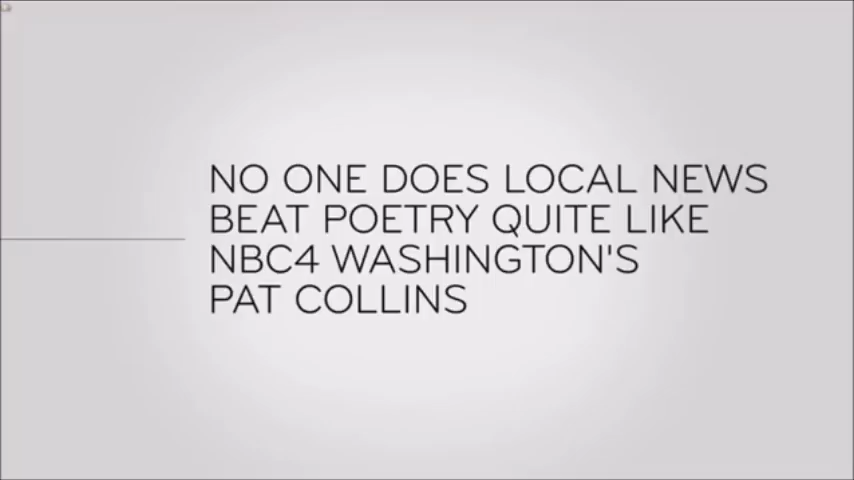 NO ONE DOES LOCAL NEWS
BEAT POETRY QUITE LIKE
NBC4 WASHINGTON'S
PAT COLLINS